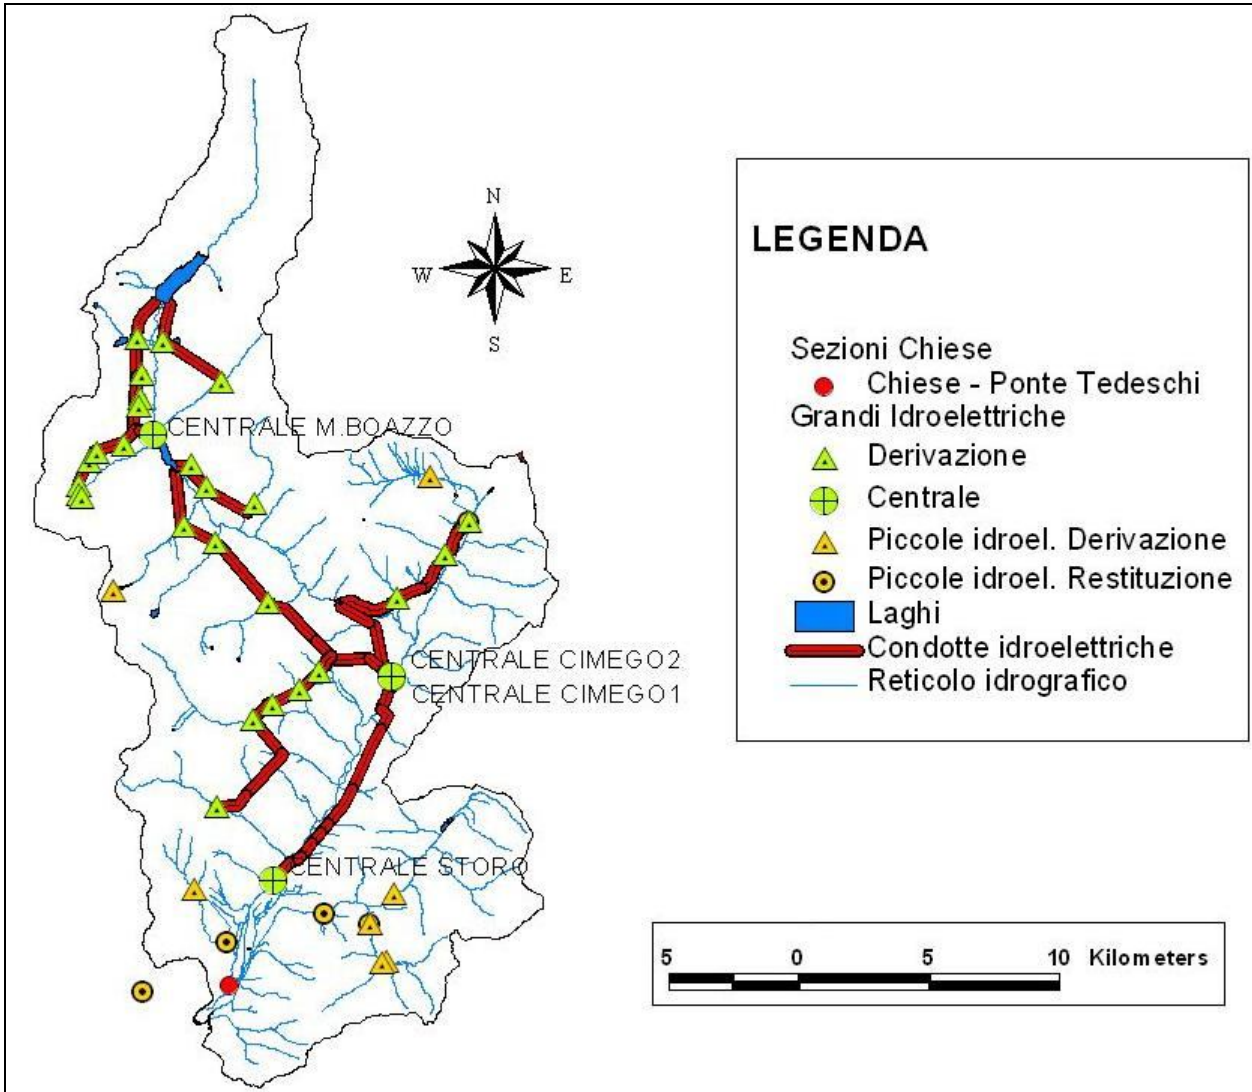 N
W E
S
CENTRALE M.BOAZZO
CENTRALE CIMEGO2
CENTRALE CIMEGO1
CENTRALE STORO
LEGENDA
Sezioni Chiese
Chiese - Ponte Tedeschi
Grandi Idroelettriche
Derivazione
Centrale
Piccole idroel. Derivazione
Piccole idroel. Restituzione
Laghi
Condotte idroelettriche
Reticolo idrografico
5 0 5 10 Kilometers